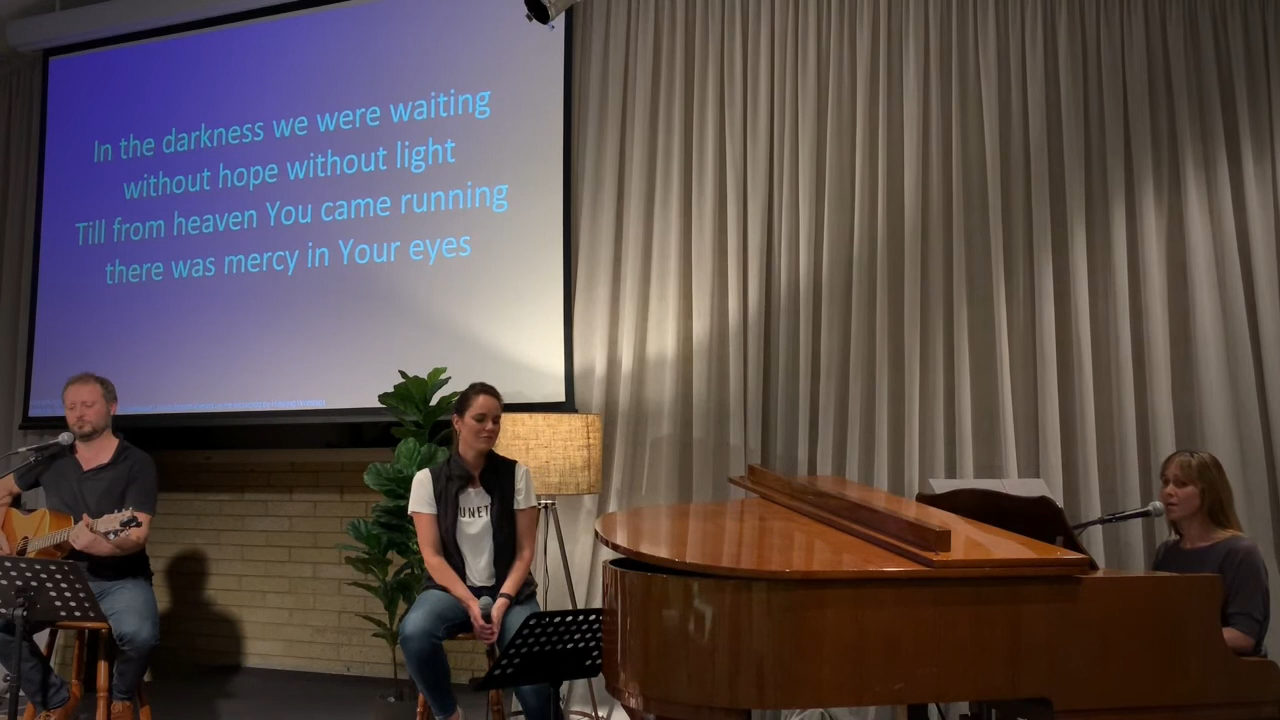 In the darkness we were waiting
without hope without light
Till from heaven You came running
there was mercy in Your eyes
UNET